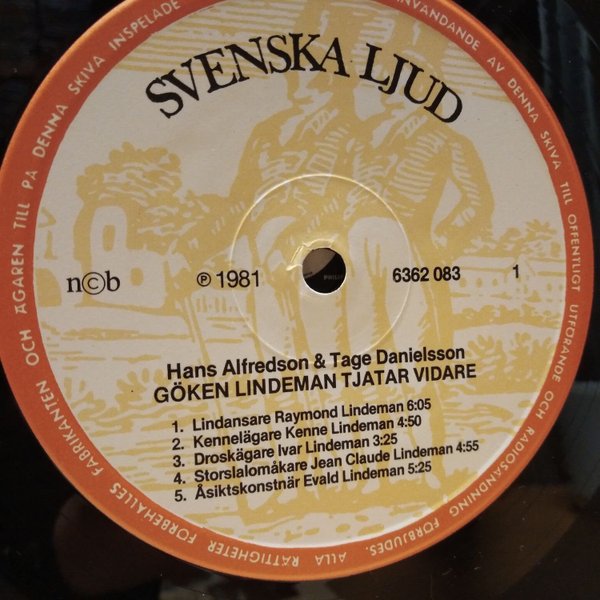 SVENSKA LJUD
n©b
℗ 1981
6362 083
1
Hans Alfredson & Tage Danielsson
GÖKEN LINDEMAN TJATAR VIDARE
1. Lindansare Raymond Lindeman 6:05
2. Kennelägare Kenne Lindeman 4:50
3. Droskägare Ivar Lindeman 3:25
4. Storslalomåkare Jean Claude Lindeman 4:55
5. Åsiktskonstnär Evald Lindeman 5:25
ALLA RÄTTIGHETER FÖRBEHÅLLES FABRIKANTEN OCH ÄGAREN TILL PÅ DENNA SKIVA INSPELADE
ANVÄNDANDE AV DENNA SKIVA TILL OFFENTLIGT UTFÖRANDE OCH RADIOSÄNDNING FÖRBJUDES.